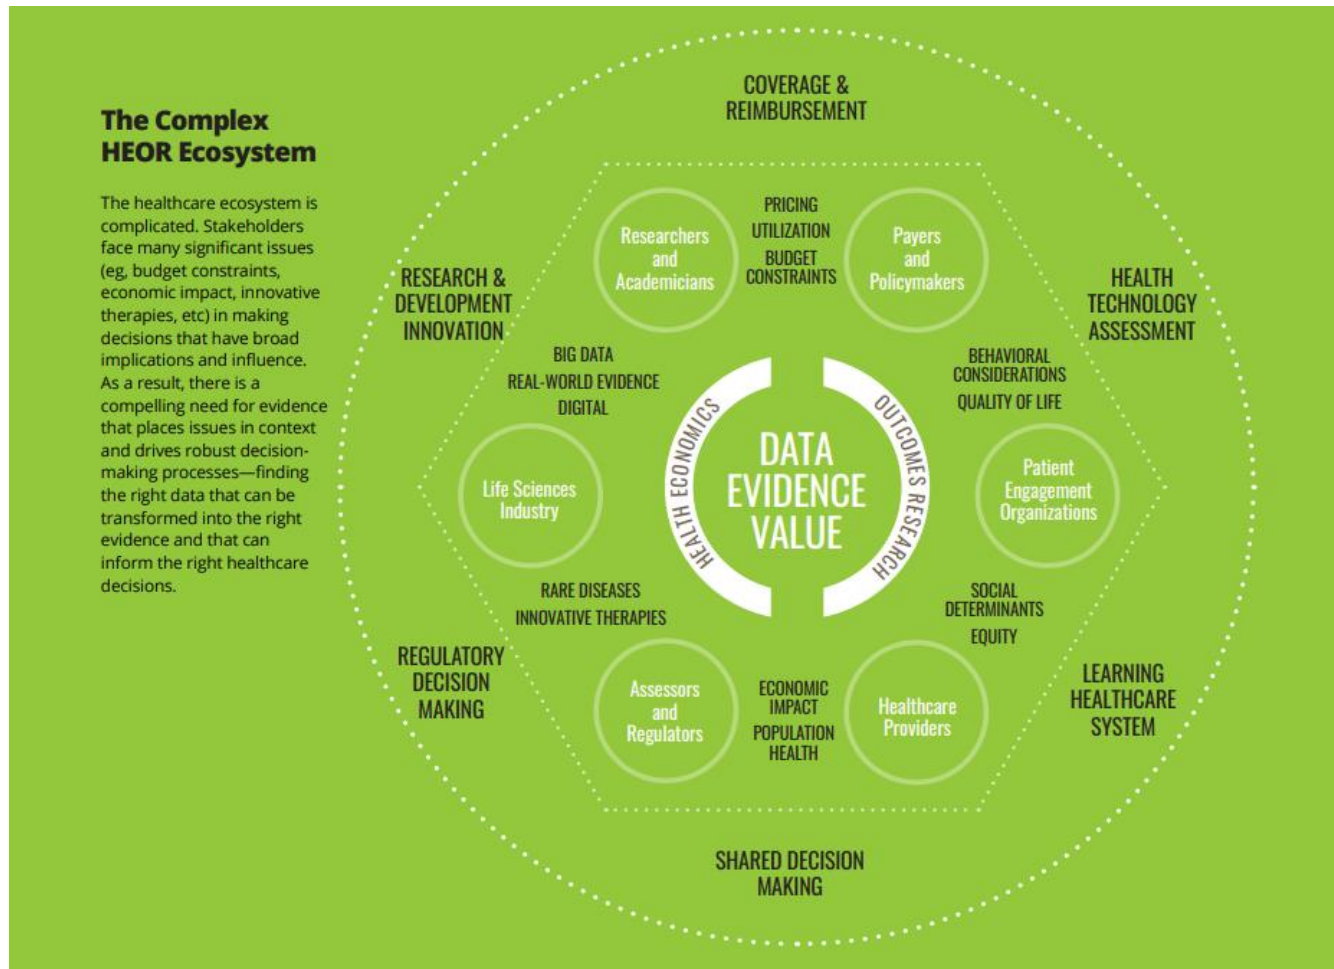 The Complex
HEOR Ecosystem
The healthcare ecosystem is
complicated. Stakeholders
face many significant issues
(eg, budget constraints,
economic impact, innovative
therapies, etc) in making
decisions that have broad
implications and influence.
As a result, there is a
compelling need for evidence
that places issues in context
and drives robust decision-
making processes—finding
the right data that can be
transformed into the right
evidence and that can
inform the right healthcare
decisions.
COVERAGE &
REIMBURSEMENT
RESEARCH &
DEVELOPMENT
INNOVATION
HEALTH
TECHNOLOGY
ASSESSMENT
Researchers
and
Academicians
PRICING
UTILIZATION
BUDGET
CONSTRAINTS
Payers
and
Policymakers
BIG DATA
REAL-WORLD EVIDENCE
DIGITAL
BEHAVIORAL
CONSIDERATIONS
QUALITY OF LIFE
HEALTH ECONOMICS
DATA
EVIDENCE
VALUE
OUTCOMES RESEARCH
Life Sciences
Industry
Patient
Engagement
Organizations
RARE DISEASES
INNOVATIVE THERAPIES
SOCIAL
DETERMINANTS
EQUITY
REGULATORY
DECISION
MAKING
Assessors
and
Regulators
ECONOMIC
IMPACT
POPULATION
HEALTH
Healthcare
Providers
LEARNING
HEALTHCARE
SYSTEM
SHARED DECISION
MAKING